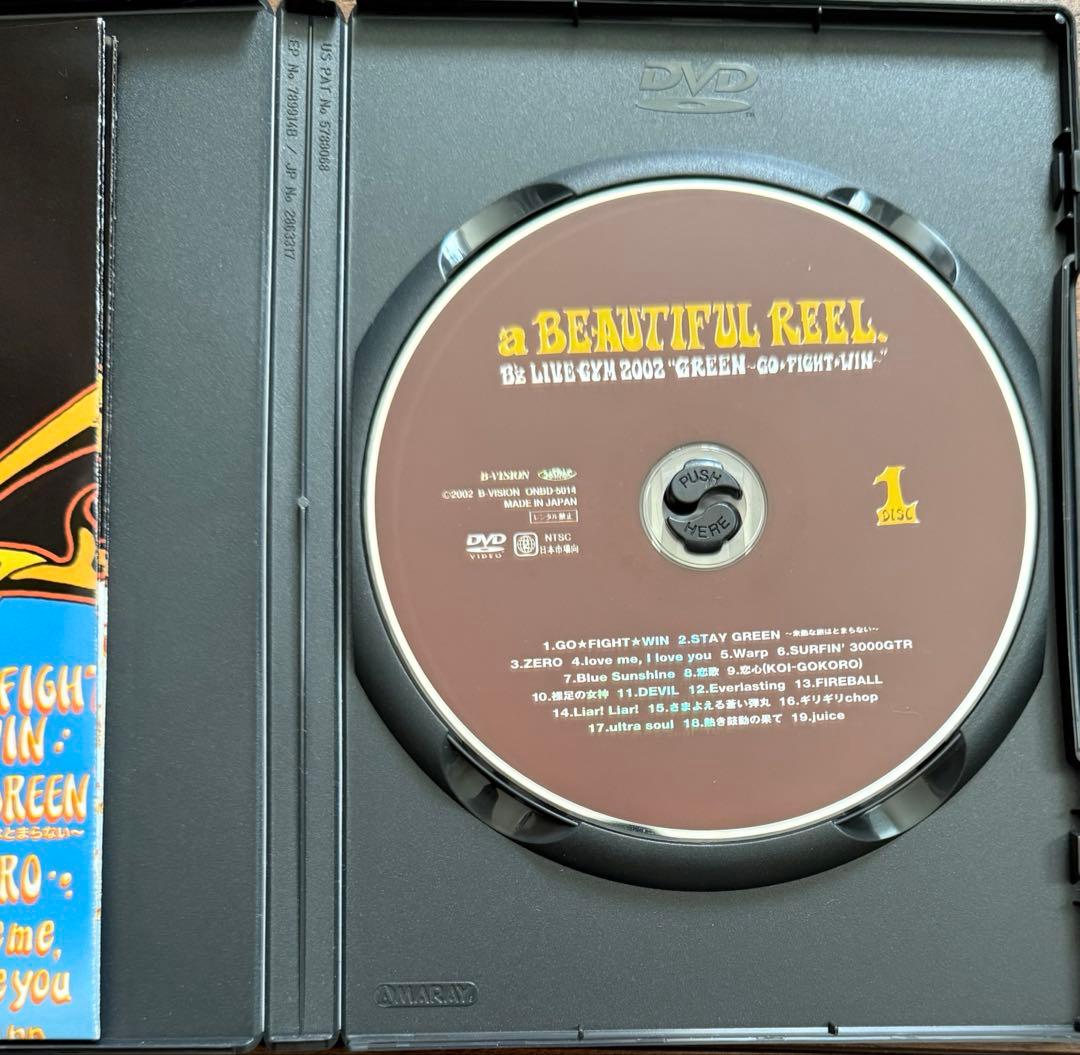 US PAT No 5788068
EP No 789914B / JP No 2863317
DVD
a BEAUTIFUL REEL.
B'z LIVE-GYM 2002 "GREEN ~GO★FIGHT★WIN~"
B-VISION
©2002 B-VISION ONBD-5014
MADE IN JAPAN
レンタル禁止
DVD VIDEO
2
NTSC
日本市場向
PUSH
HERE
1
DISC
1.GO★FIGHT★WIN 2.STAY GREEN ~未熟な旅はとまらない~
3.ZERO 4.love me, I love you 5.Warp 6.SURFIN' 3000GTR
7.Blue Sunshine 8.恋歌 9.恋心(KOI-GOKORO)
10.裸足の女神 11.DEVIL 12.Everlasting 13.FIREBALL
14.Liar! Liar! 15.さまよえる蒼い弾丸 16.ギリギリchop
17.ultra soul 18.熱き鼓動の果て 19.juice
AMARAY
FIGHT
IN
REEN
とまらない~
RO
me,
you